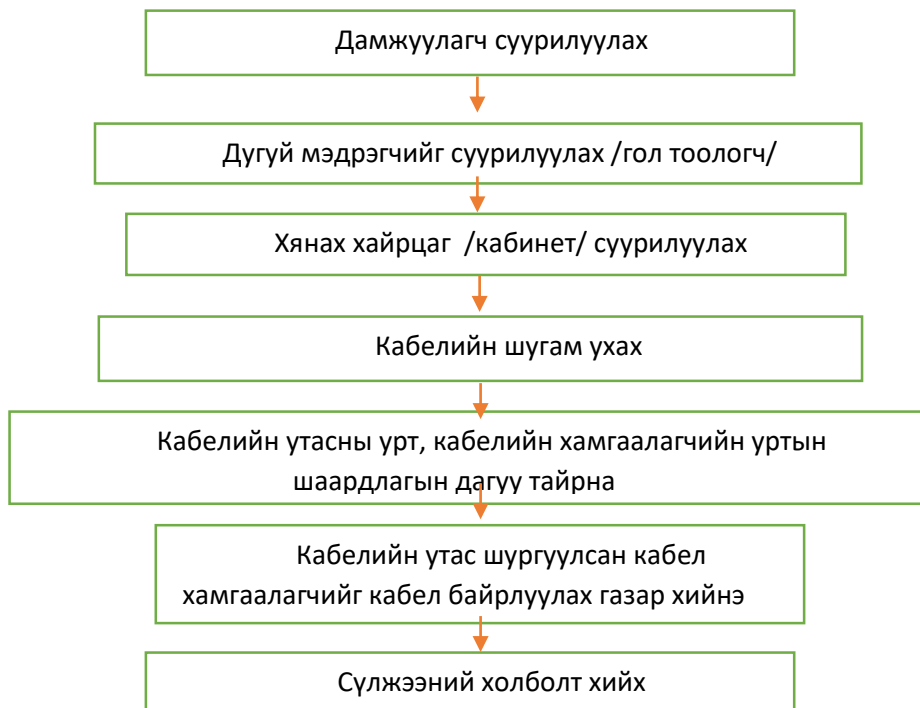 Дамжуулагч суурилуулах
Дугуй мэдрэгчийг суурилуулах /гол тоологч/
Хянах хайрцаг /кабинет/ суурилуулах
Кабелийн шугам ухах
Кабелийн утасны урт, кабелийн хамгаалагчийн уртын
шаардлагын дагуу тайрна
Кабелийн утас шургуулсан кабел
хамгаалагчийг кабел байрлуулах газар хийнэ
Сүлжээний холболт хийх